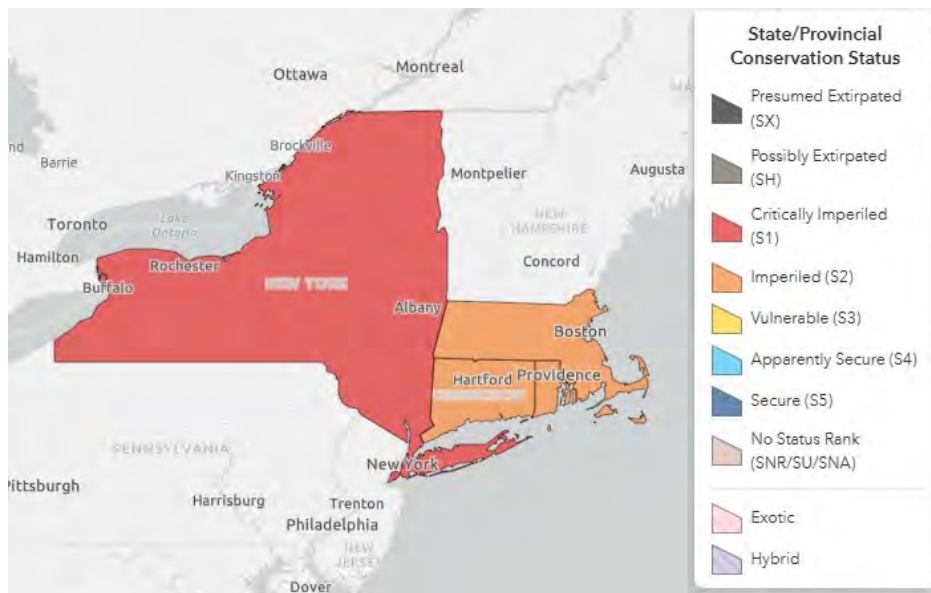 Ottawa
Montreal
Brockville
Barrie
Kingston
Montpelier
Augusta
Toronto
Lake
Ontario
NEW
HAMPSHIRE
Hamilton
Rochester
Concord
Buffalo
NEW YORK
Albany
Boston
Hartford
Providence
PENNSYLVANIA
New York
Pittsburgh
Harrisburg
Trenton
Philadelphia
NEW
JERSEY
Dover
State/Provincial
Conservation Status
Presumed Extirpated
(SX)
Possibly Extirpated
(SH)
Critically Imperiled
(S1)
Imperiled (S2)
Vulnerable (S3)
Apparently Secure (S4)
Secure (S5)
No Status Rank
(SNR/SU/SNA)
Exotic
Hybrid